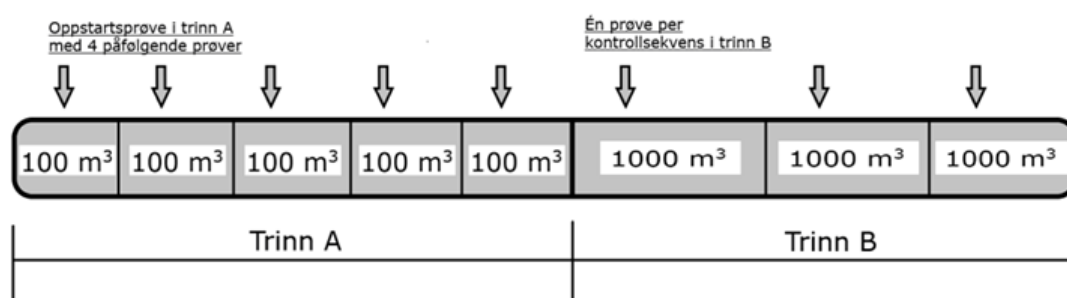 Oppstartsprøve i trinn A
med 4 påfølgende prøver
Én prøve per
kontrollsekvens i trinn B
100 m³ 100 m³ 100 m³ 100 m³ 100 m³ 1000 m³ 1000 m³ 1000 m³
Trinn A Trinn B